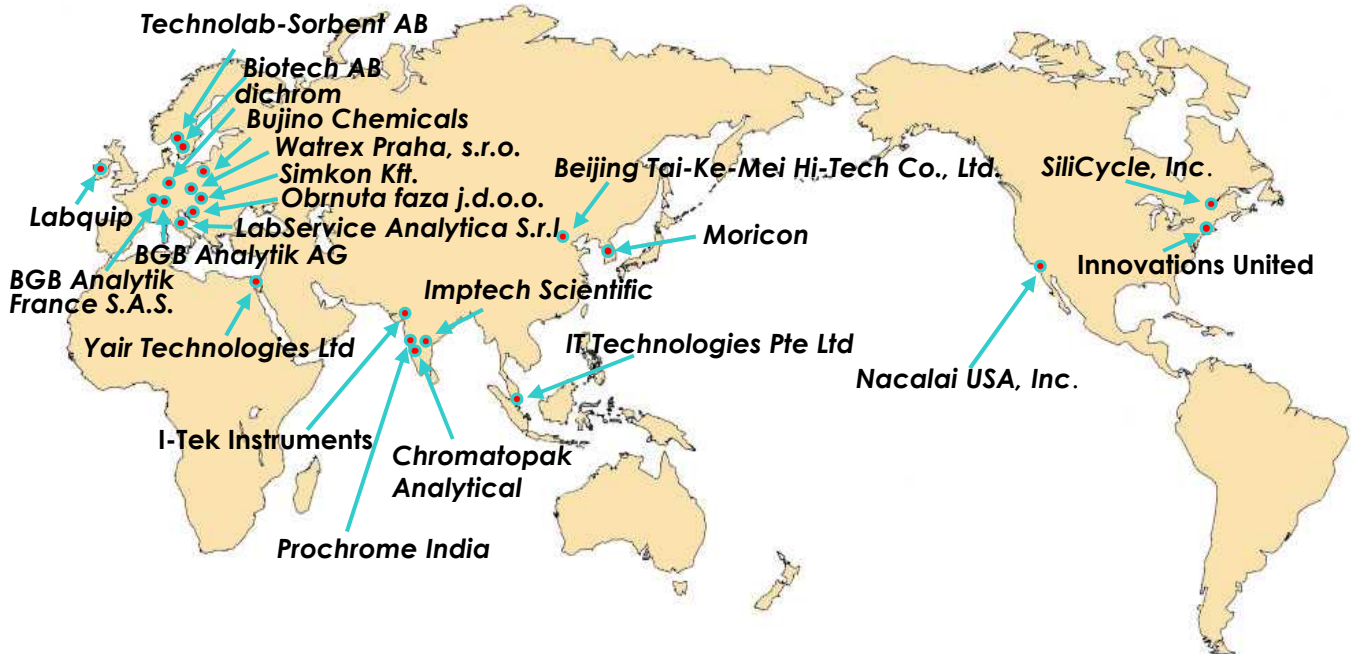 Technolab-Sorbent AB
Biotech AB
dichrom
Bujino Chemicals
Watrex Praha, s.r.o.
Simkon Kft.
Obrnuta faza j.d.o.o.
LabService Analytica S.r.l
Labquip
BGB Analytik AG
BGB Analytik
France S.A.S.
Yair Technologies Ltd
Beijing Tai-Ke-Mei Hi-Tech Co., Ltd.
Moricon
Imptech Scientific
IT Technologies Pte Ltd
I-Tek Instruments
Chromatopak
Analytical
Prochrome India
SiliCycle, Inc.
Innovations United
Nacalai USA, Inc.